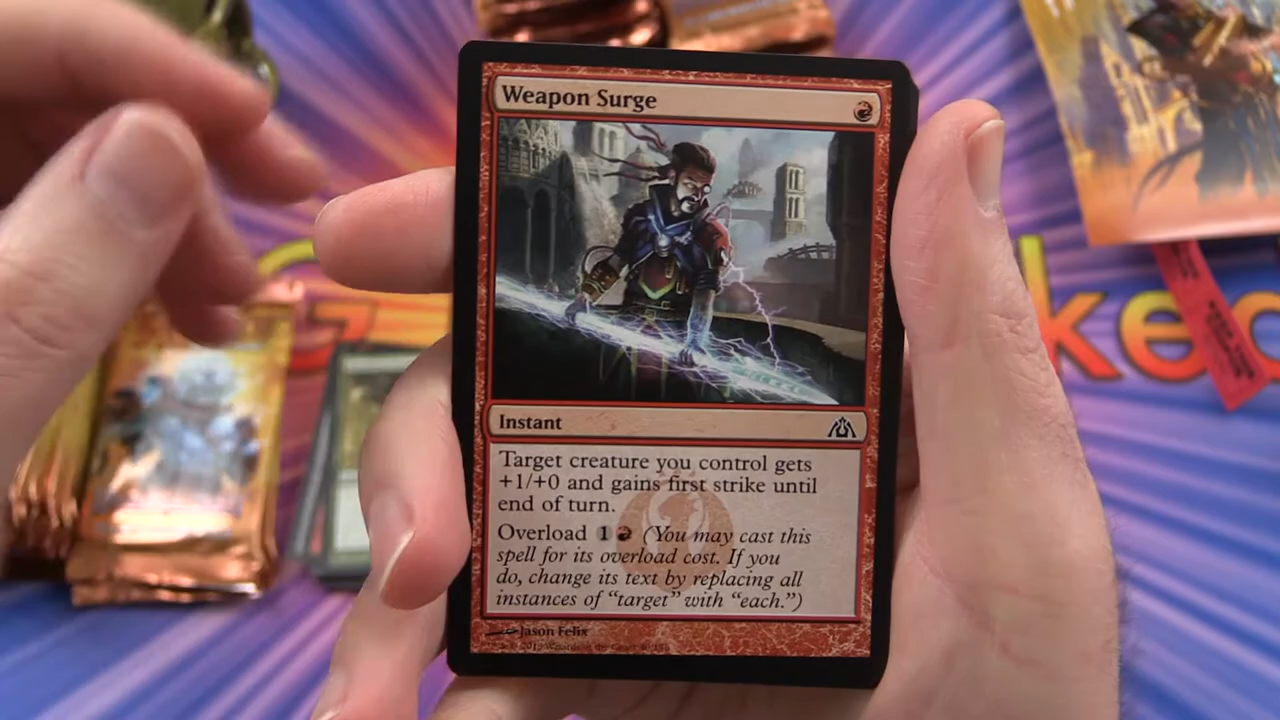 Weapon Surge
Instant
Target creature you control gets
+1/+0 and gains first strike until
end of turn.
Overload 1 (You may cast this
spell for its overload cost. If you
do, change its text by replacing all
instances of “target” with “each.”)
Jason Felix
ked